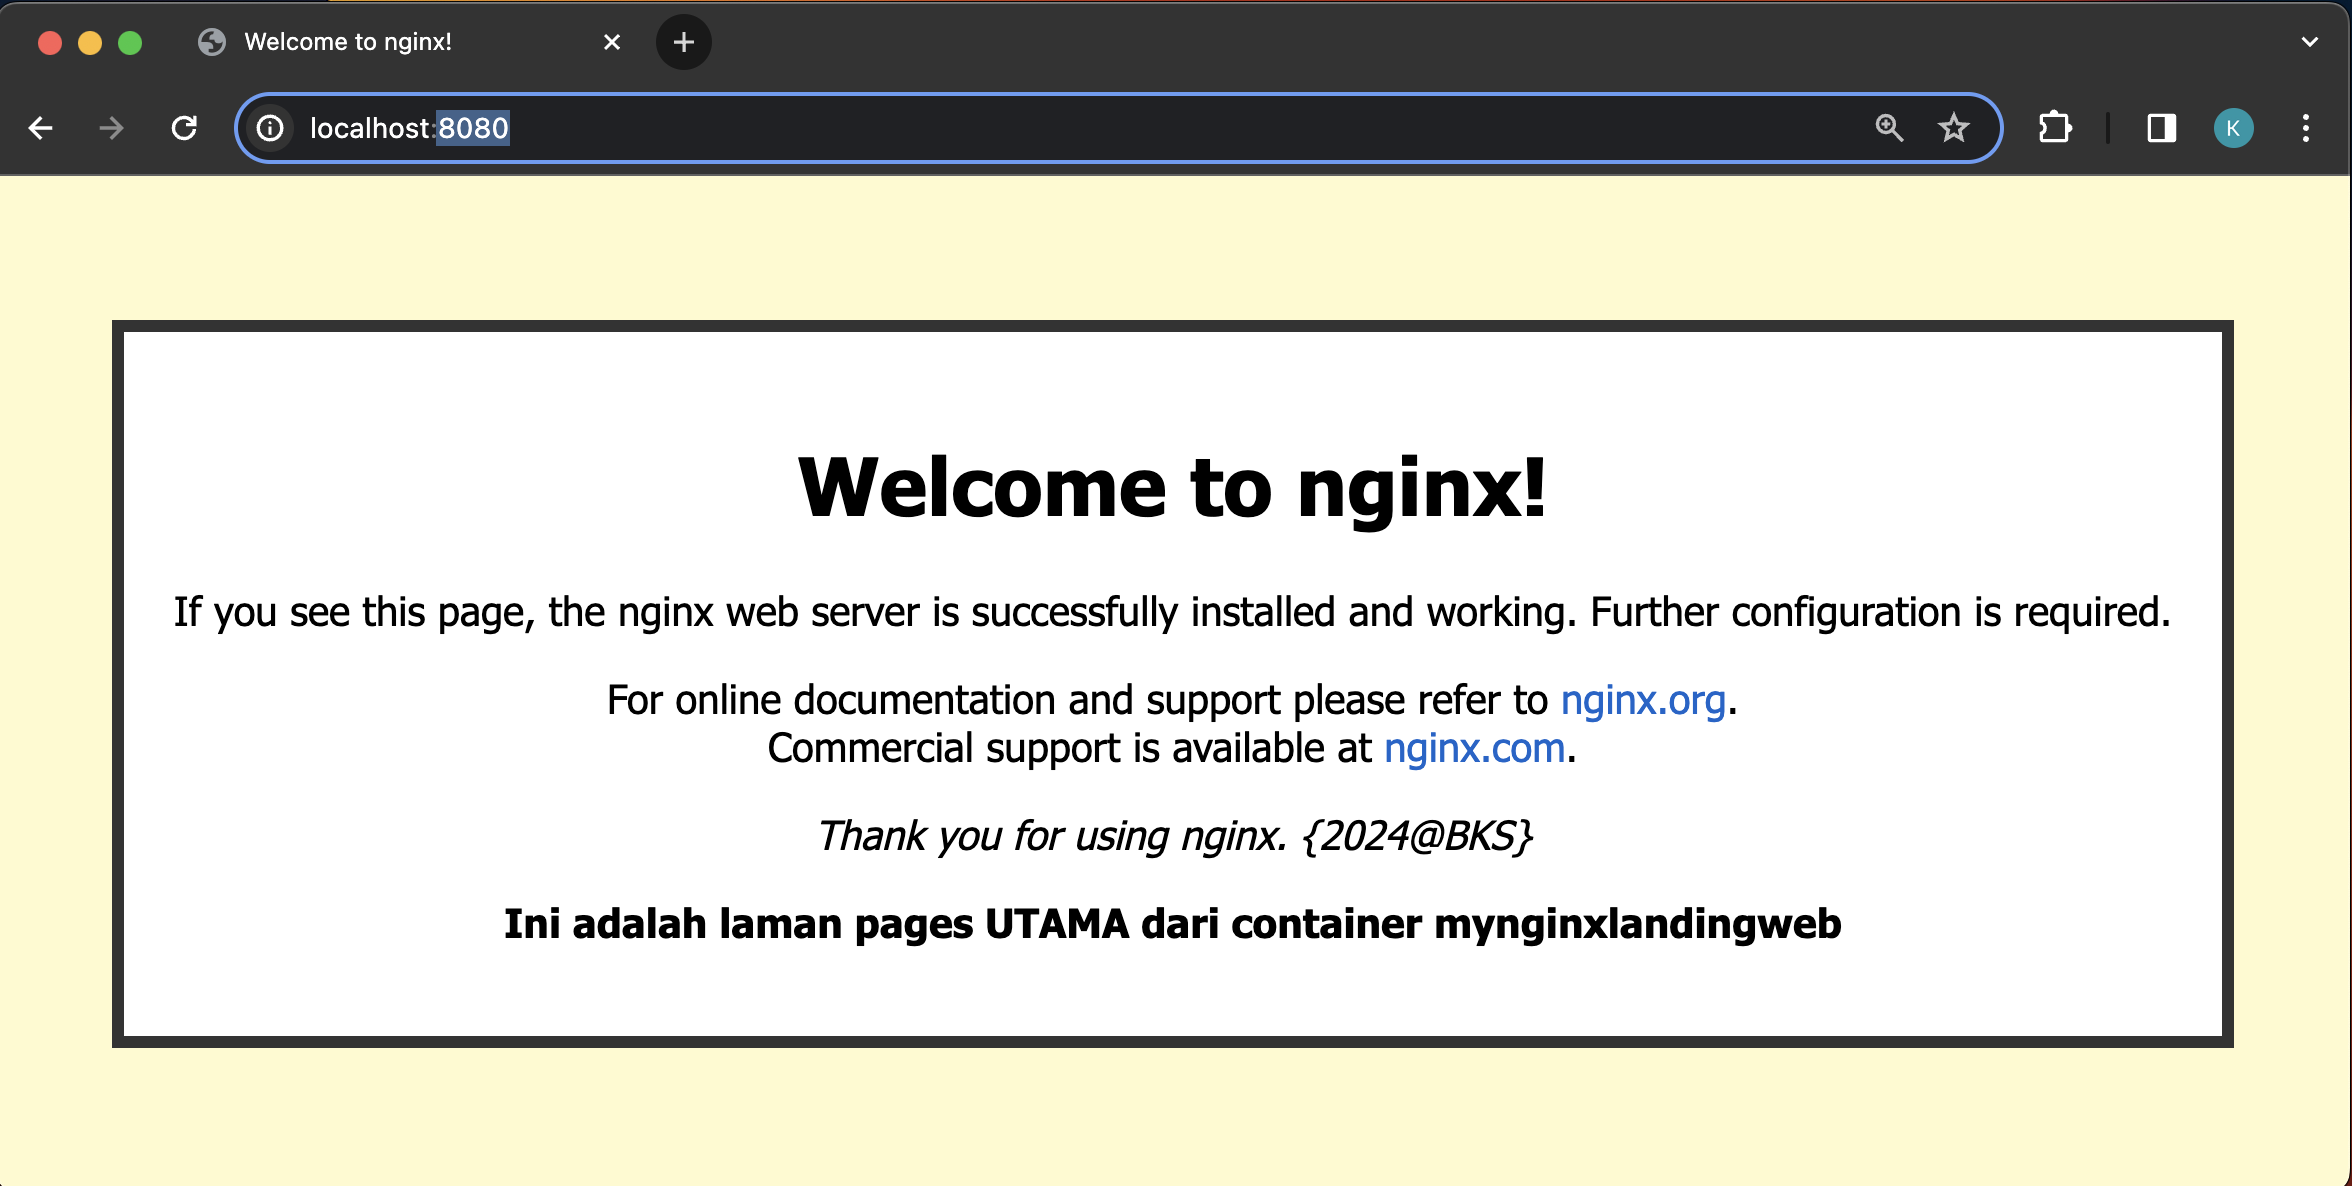 Welcome to nginx!
localhost:8080
K
Welcome to nginx!
If you see this page, the nginx web server is successfully installed and working. Further configuration is required.
For online documentation and support please refer to nginx.org.
Commercial support is available at nginx.com.
Thank you for using nginx. {2024@BKS}
Ini adalah laman pages UTAMA dari container mynginxlandingweb